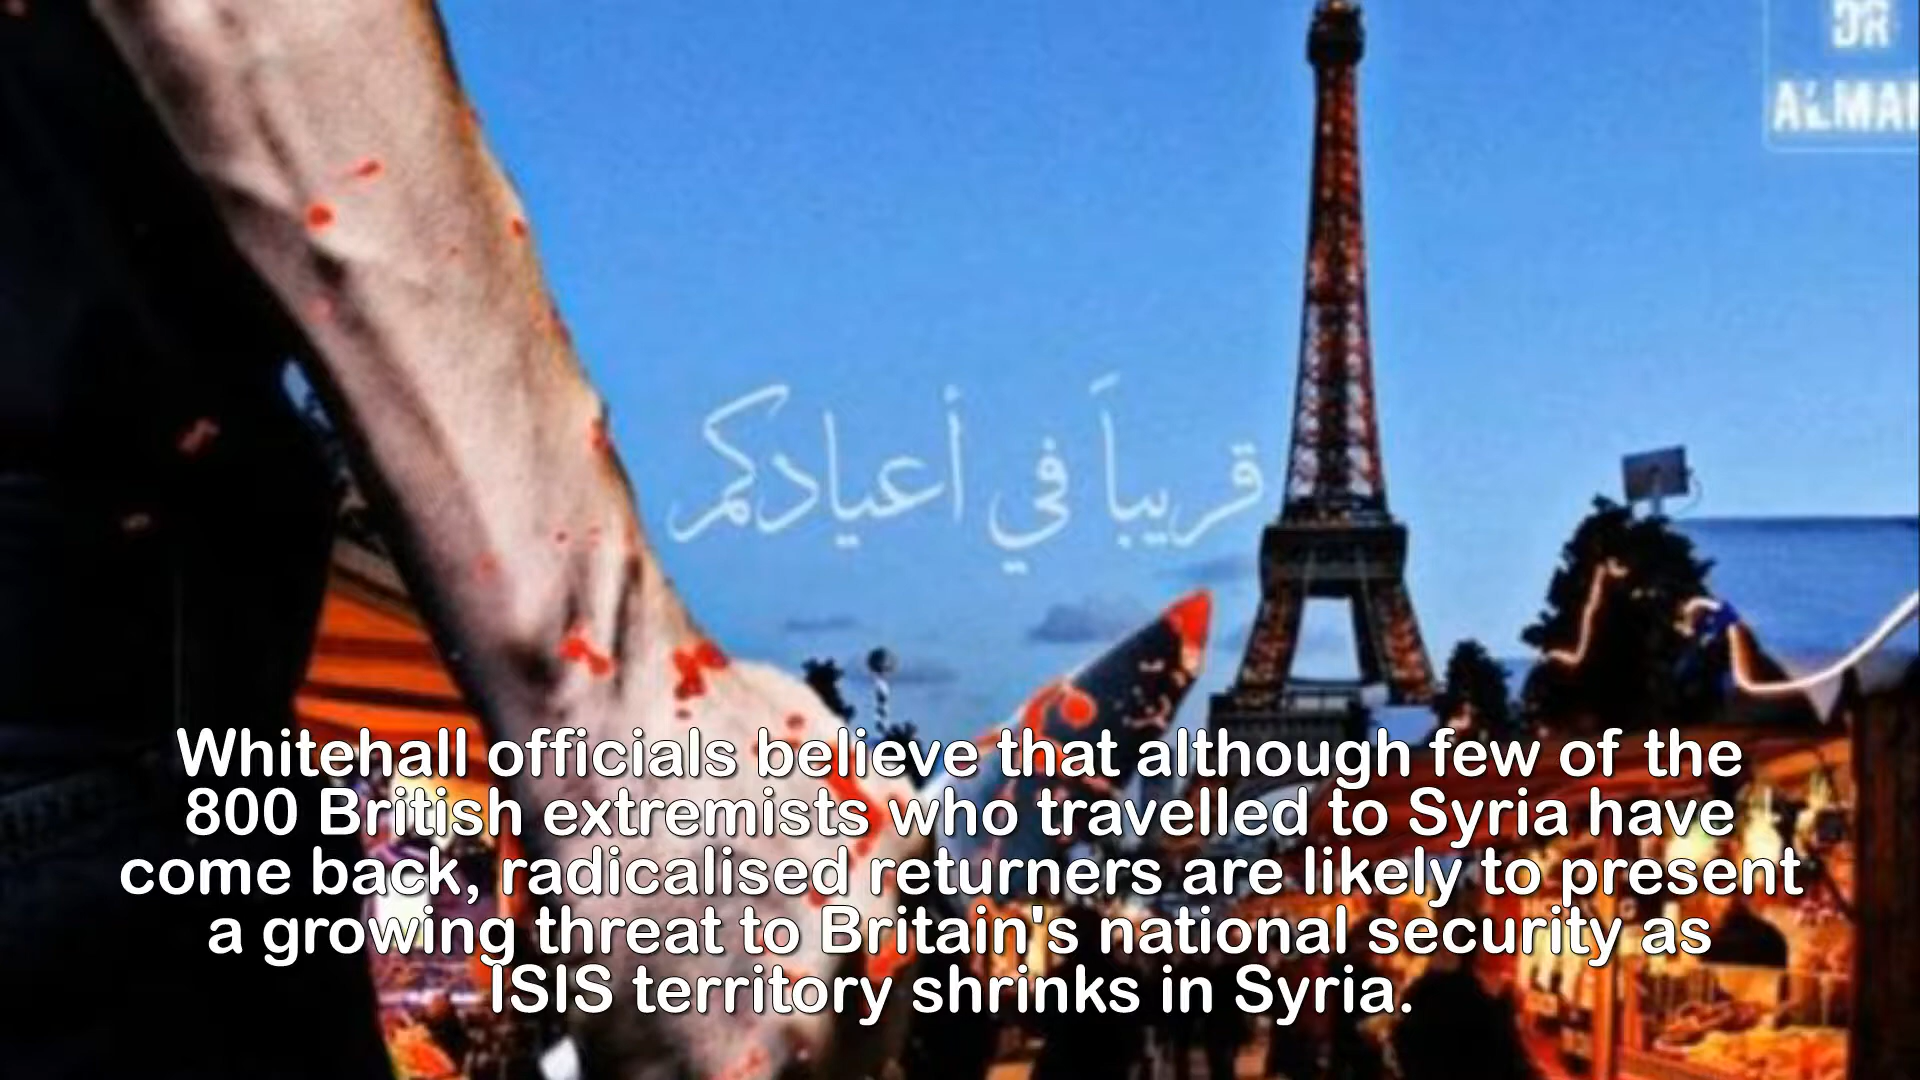 DR
قريباً في أعيادكم
Whitehall officials believe that although few of the
800 British extremists who travelled to Syria have
come back, radicalised returners are likely to present
a growing threat to Britain's national security as
ISIS territory shrinks in Syria.